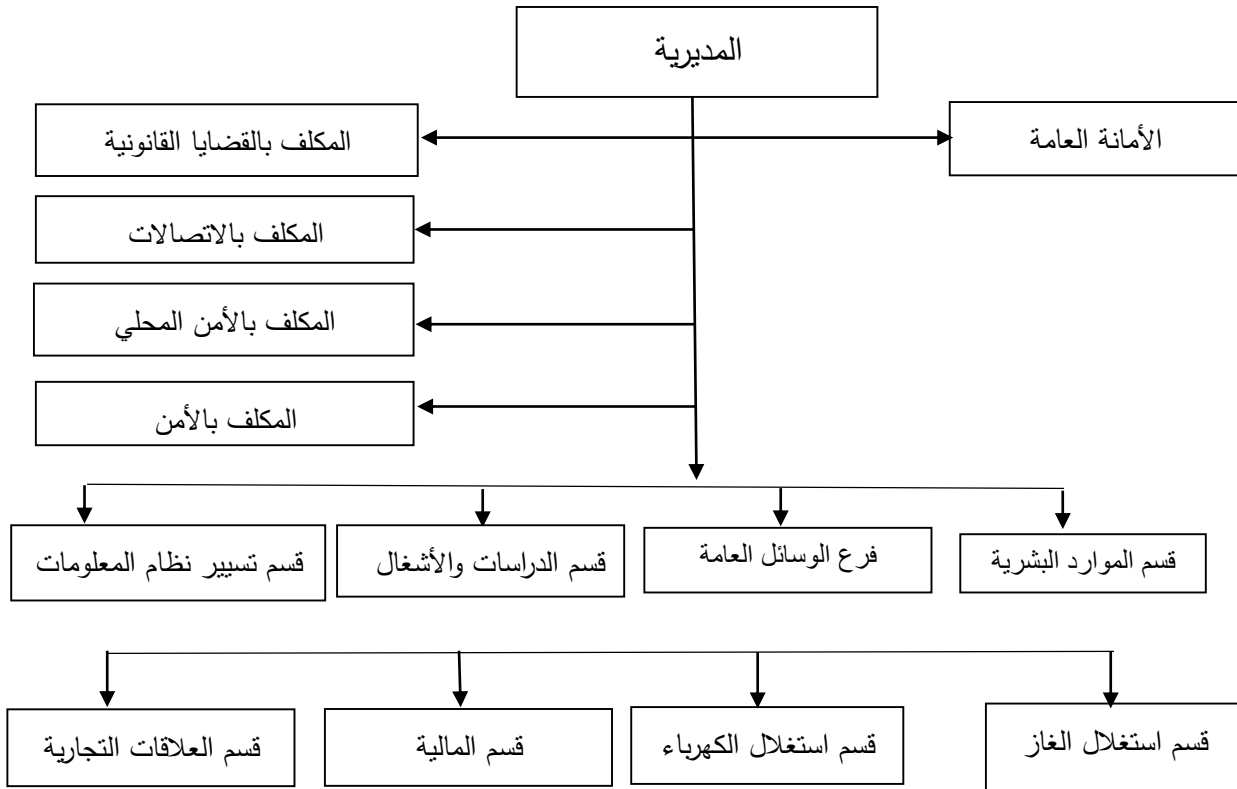 المديرية
الأمانة العامة
المكلف بالقضايا القانونية
المكلف بالاتصالات
المكلف بالأمن المحلي
المكلف بالأمن
قسم الموارد البشرية
فرع الوسائل العامة
قسم الدراسات والأشغال
قسم تسيير نظام المعلومات
قسم استغلال الغاز
قسم استغلال الكهرباء
قسم المالية
قسم العلاقات التجارية